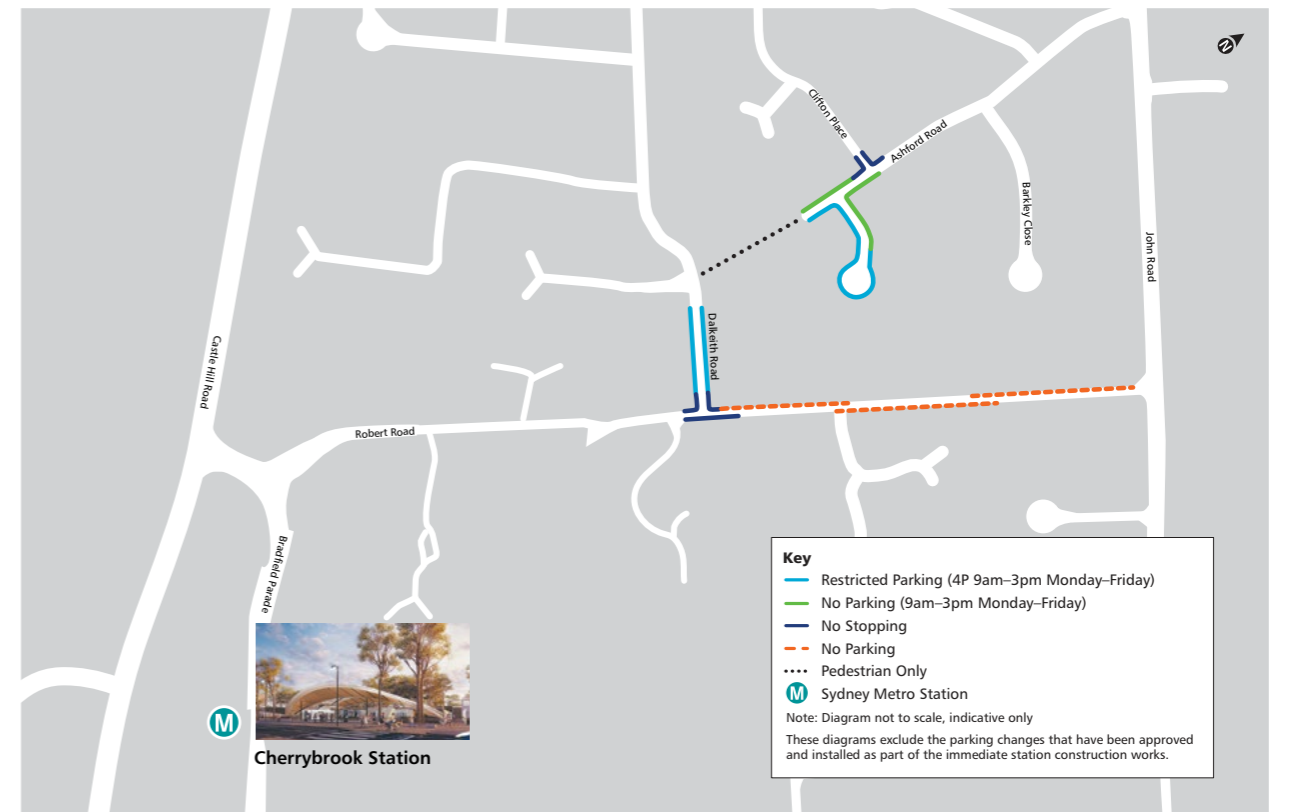 N
Clifton Place
Ashford Road
Barkley Close
John Road
Dalkeith Road
Castle Hill Road
Robert Road
Bradfield Parade
M
Cherrybrook Station
Key
Restricted Parking (4P 9am–3pm Monday–Friday)
No Parking (9am–3pm Monday–Friday)
No Stopping
No Parking
Pedestrian Only
M Sydney Metro Station
Note: Diagram not to scale, indicative only
These diagrams exclude the parking changes that have been approved
and installed as part of the immediate station construction works.